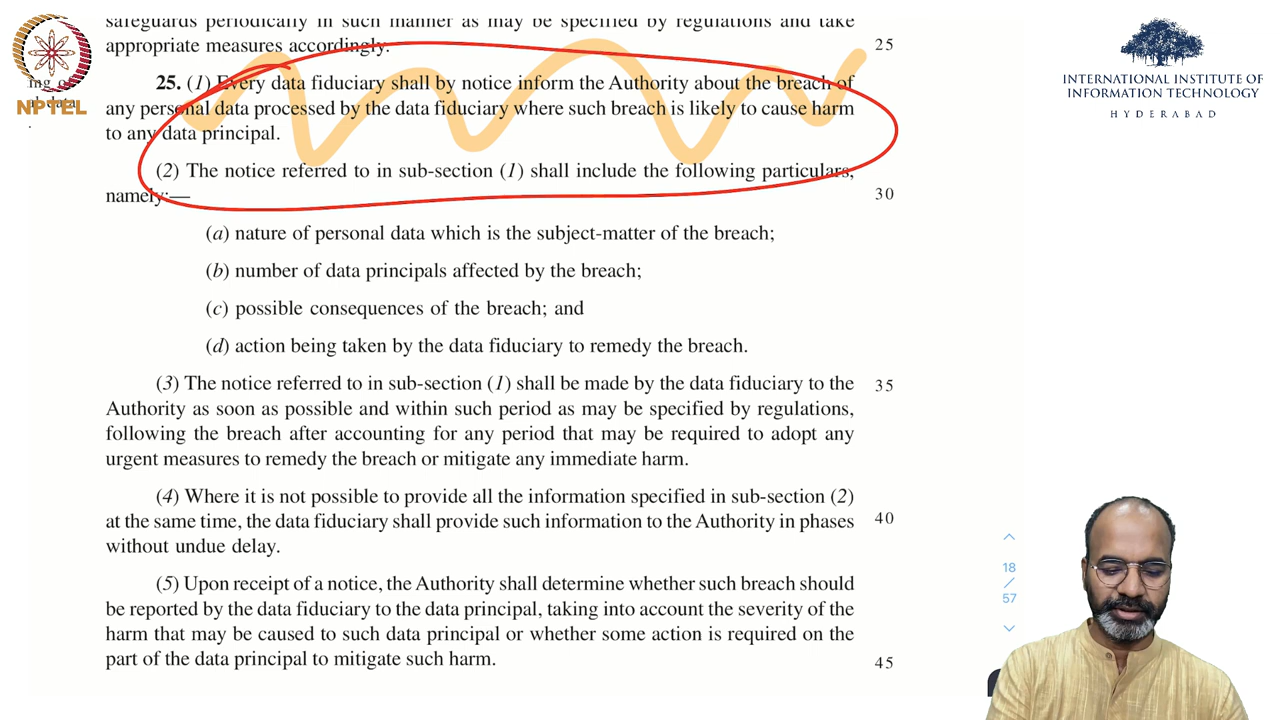 safeguards periodically in such manner as may be specified by regulations and take
appropriate measures accordingly. 25
25. (1) Every data fiduciary shall by notice inform the Authority about the breach of
any personal data processed by the data fiduciary where such breach is likely to cause harm
to any data principal.
(2) The notice referred to in sub-section (1) shall include the following particulars,
namely:— 30
(a) nature of personal data which is the subject-matter of the breach;
(b) number of data principals affected by the breach;
(c) possible consequences of the breach; and
(d) action being taken by the data fiduciary to remedy the breach.
(3) The notice referred to in sub-section (1) shall be made by the data fiduciary to the 35
Authority as soon as possible and within such period as may be specified by regulations,
following the breach after accounting for any period that may be required to adopt any
urgent measures to remedy the breach or mitigate any immediate harm.
(4) Where it is not possible to provide all the information specified in sub-section (2)
at the same time, the data fiduciary shall provide such information to the Authority in phases 40
without undue delay.
(5) Upon receipt of a notice, the Authority shall determine whether such breach should
be reported by the data fiduciary to the data principal, taking into account the severity of the
harm that may be caused to such data principal or whether some action is required on the
part of the data principal to mitigate such harm. 45
NPTEL
INTERNATIONAL INSTITUTE OF
INFORMATION TECHNOLOGY
HYDERABAD
18
/
57